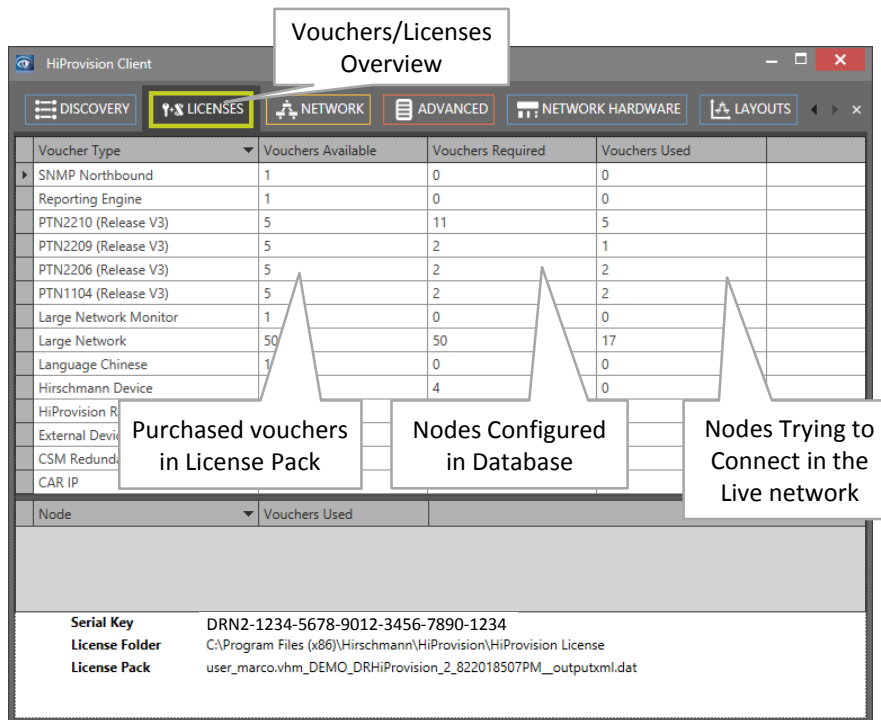 Vouchers/Licenses
Overview
HiProvision Client
DISCOVERY LICENSES NETWORK ADVANCED NETWORK HARDWARE LAYOUTS
Voucher Type Vouchers Available Vouchers Required Vouchers Used
SNMP Northbound 1 0 0
Reporting Engine 1 0 0
PTN2210 (Release V3) 5 11 5
PTN2209 (Release V3) 5 2 1
PTN2206 (Release V3) 5 2 2
PTN1104 (Release V3) 5 2 2
Large Network Monitor 1 0 0
Large Network 50 50 17
Language Chinese 1 0 0
Hirschmann Device 4 0
HiProvision
External
CSM
CAR IP
Purchased vouchers
in License Pack
Nodes Configured
in Database
Nodes Trying to
Connect in the
Live network
Node Vouchers Used
Serial Key DRN2-1234-5678-9012-3456-7890-1234
License Folder C:\Program Files (x86)\Hirschmann\HiProvision\HiProvision License
License Pack user_marco.vhm_DEMO_DRHiProvision_2_822018507PM__outputxml.dat